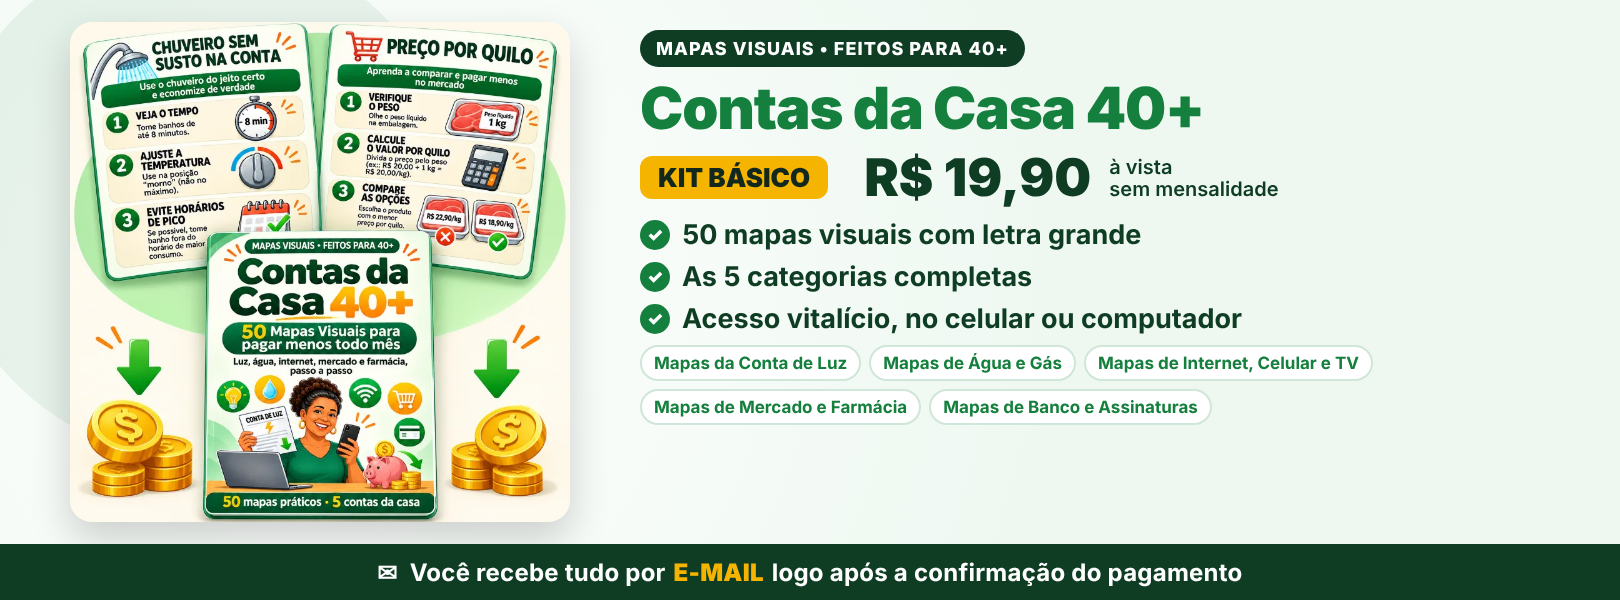 CHUVEIRO SEM
SUSTO NA CONTA
Use o chuveiro do jeito certo
e economize de verdade
1
VEJA O TEMPO
Tome banhos de
até 8 minutos.
8 min
2
AJUSTE A
TEMPERATURA
Use na posição
"morno" (não no
máximo).
3
EVITE HORÁRIOS
DE PICO
Se possível, tome
banho fora do
horário de maior
consumo.
PREÇO POR QUILO
Aprenda a comparar e pagar menos
no mercado
1
VERIFIQUE
O PESO
Olhe o peso líquido
na embalagem.
Peso líquido
1 kg
2
CALCULE
O VALOR POR QUILO
Divida o preço pelo peso
(ex.: R$ 20,00 ÷ 1 kg =
R$ 20,00/kg).
3
COMPARE
AS OPÇÕES
Escolha o produto
com o menor
preço por quilo.
R$ 22,90/kg
R$ 18,90/kg
MAPAS VISUAIS • FEITOS PARA 40+
Contas da
Casa 40+
50 Mapas Visuais para
pagar menos todo mês
Luz, água, internet, mercado e farmácia,
passo a passo
CONTA DE LUZ
50 mapas práticos · 5 contas da casa
MAPAS VISUAIS • FEITOS PARA 40+
Contas da Casa 40+
KIT BÁSICO
R$ 19,90
à vista
sem mensalidade
50 mapas visuais com letra grande
As 5 categorias completas
Acesso vitalício, no celular ou computador
Mapas da Conta de Luz
Mapas de Água e Gás
Mapas de Internet, Celular e TV
Mapas de Mercado e Farmácia
Mapas de Banco e Assinaturas
✉ Você recebe tudo por E-MAIL logo após a confirmação do pagamento